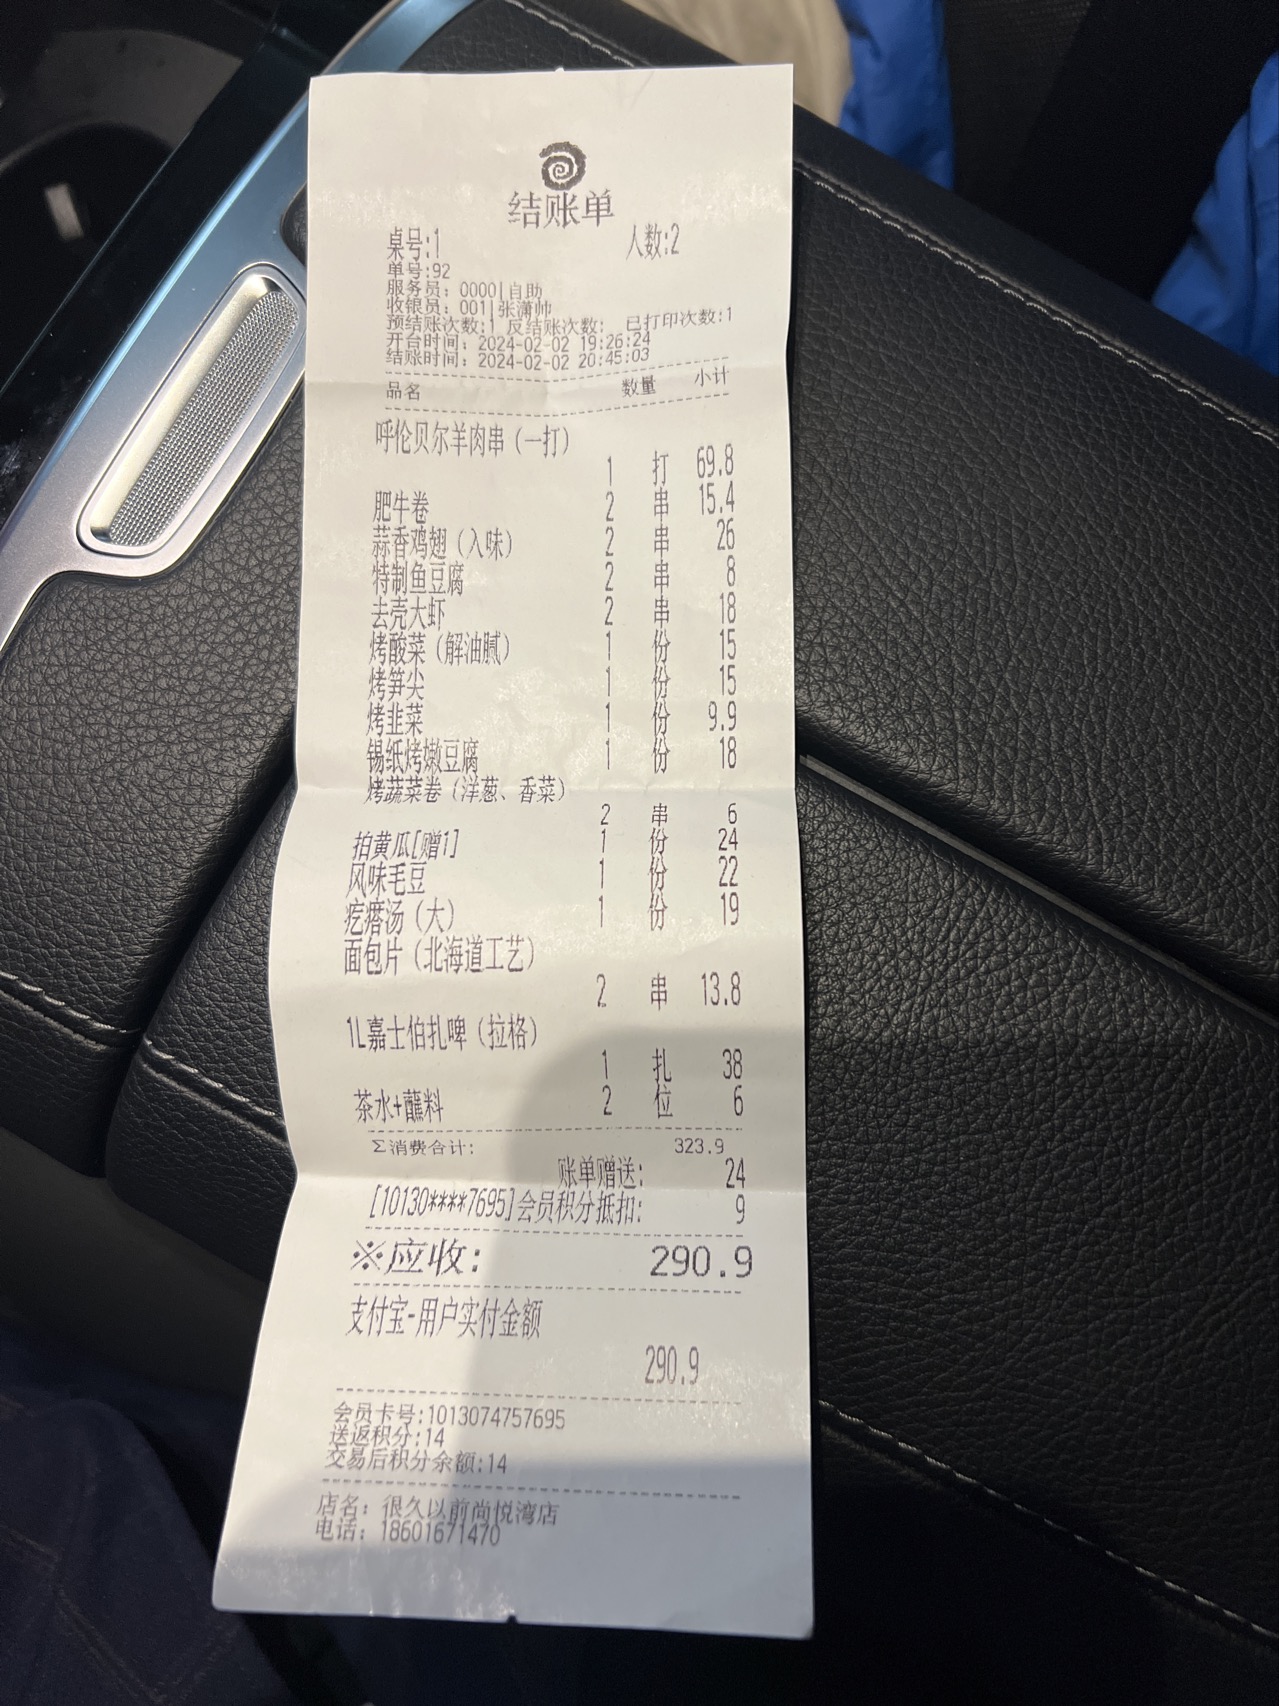 结账单
桌号:1 人数:2
单号:92
服务员: 0000|自助
收银员: 001|张潇帅
预结账次数:1 反结账次数: 已打印次数:1
开台时间: 2024-02-02 19:26:24
结账时间: 2024-02-02 20:45:03
品名 数量 小计
呼伦贝尔羊肉串(一打)
1 打 69.8
肥牛卷 2 串 15.4
蒜香鸡翅(入味) 2 串 26
特制鱼豆腐 2 串 8
去壳大虾 2 串 18
烤酸菜(解油腻) 1 份 15
烤笋尖 1 份 15
烤韭菜 1 份 9.9
锡纸烤嫩豆腐 1 份 18
烤蔬菜卷(洋葱、香菜)
2 串 6
拍黄瓜[赠1] 1 份 24
风味毛豆 1 份 22
疙瘩汤(大) 1 份 19
面包片(北海道工艺)
2 串 13.8
1L嘉士伯扎啤(拉格)
1 扎 38
茶水+蘸料 2 位 6
Σ消费合计: 323.9
账单赠送: 24
[10130****7695]会员积分抵扣: 9
※应收: 290.9
支付宝-用户实付金额
290.9
会员卡号:1013074757695
送返积分:14
交易后积分余额:14
店名: 很久以前尚悦湾店
电话: 18601671470